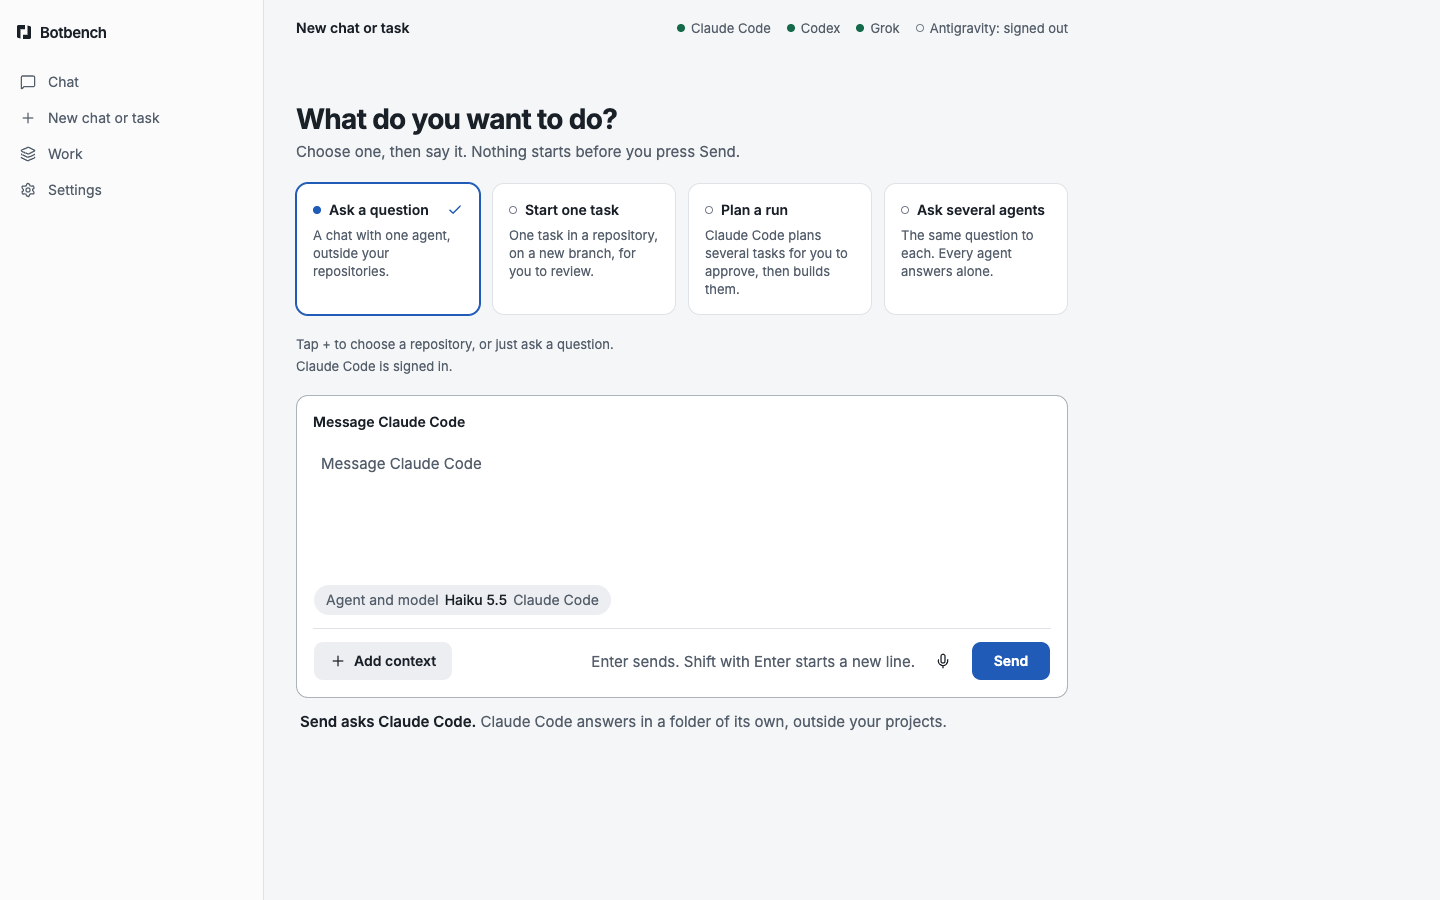 Botbench
Chat
New chat or task
Work
Settings
New chat or task
Claude Code
Codex
Grok
Antigravity: signed out
What do you want to do?
Choose one, then say it. Nothing starts before you press Send.
Ask a question
A chat with one agent,
outside your
repositories.
Start one task
One task in a repository,
on a new branch, for
you to review.
Plan a run
Claude Code plans
several tasks for you to
approve, then builds
them.
Ask several agents
The same question to
each. Every agent
answers alone.
Tap + to choose a repository, or just ask a question.
Claude Code is signed in.
Message Claude Code
Message Claude Code
Agent and model Haiku 5.5 Claude Code
+ Add context
Enter sends. Shift with Enter starts a new line.
Send
Send asks Claude Code. Claude Code answers in a folder of its own, outside your projects.